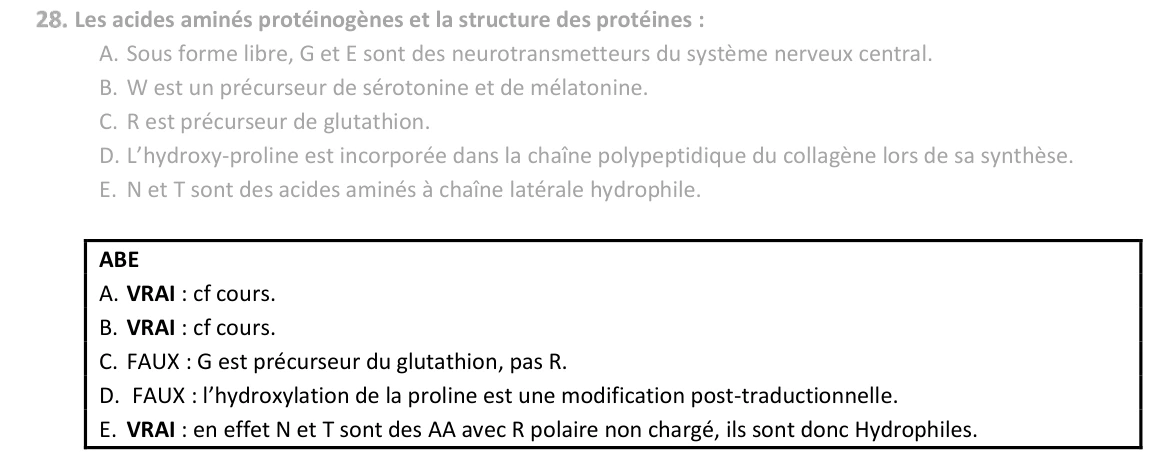 28. Les acides aminés protéinogènes et la structure des protéines :
A. Sous forme libre, G et E sont des neurotransmetteurs du système nerveux central.
B. W est un précurseur de sérotonine et de mélatonine.
C. R est précurseur de glutathion.
D. L’hydroxy-proline est incorporée dans la chaîne polypeptidique du collagène lors de sa synthèse.
E. N et T sont des acides aminés à chaîne latérale hydrophile.
ABE
A. VRAI : cf cours.
B. VRAI : cf cours.
C. FAUX : G est précurseur du glutathion, pas R.
D. FAUX : l’hydroxylation de la proline est une modification post-traductionnelle.
E. VRAI : en effet N et T sont des AA avec R polaire non chargé, ils sont donc Hydrophiles.